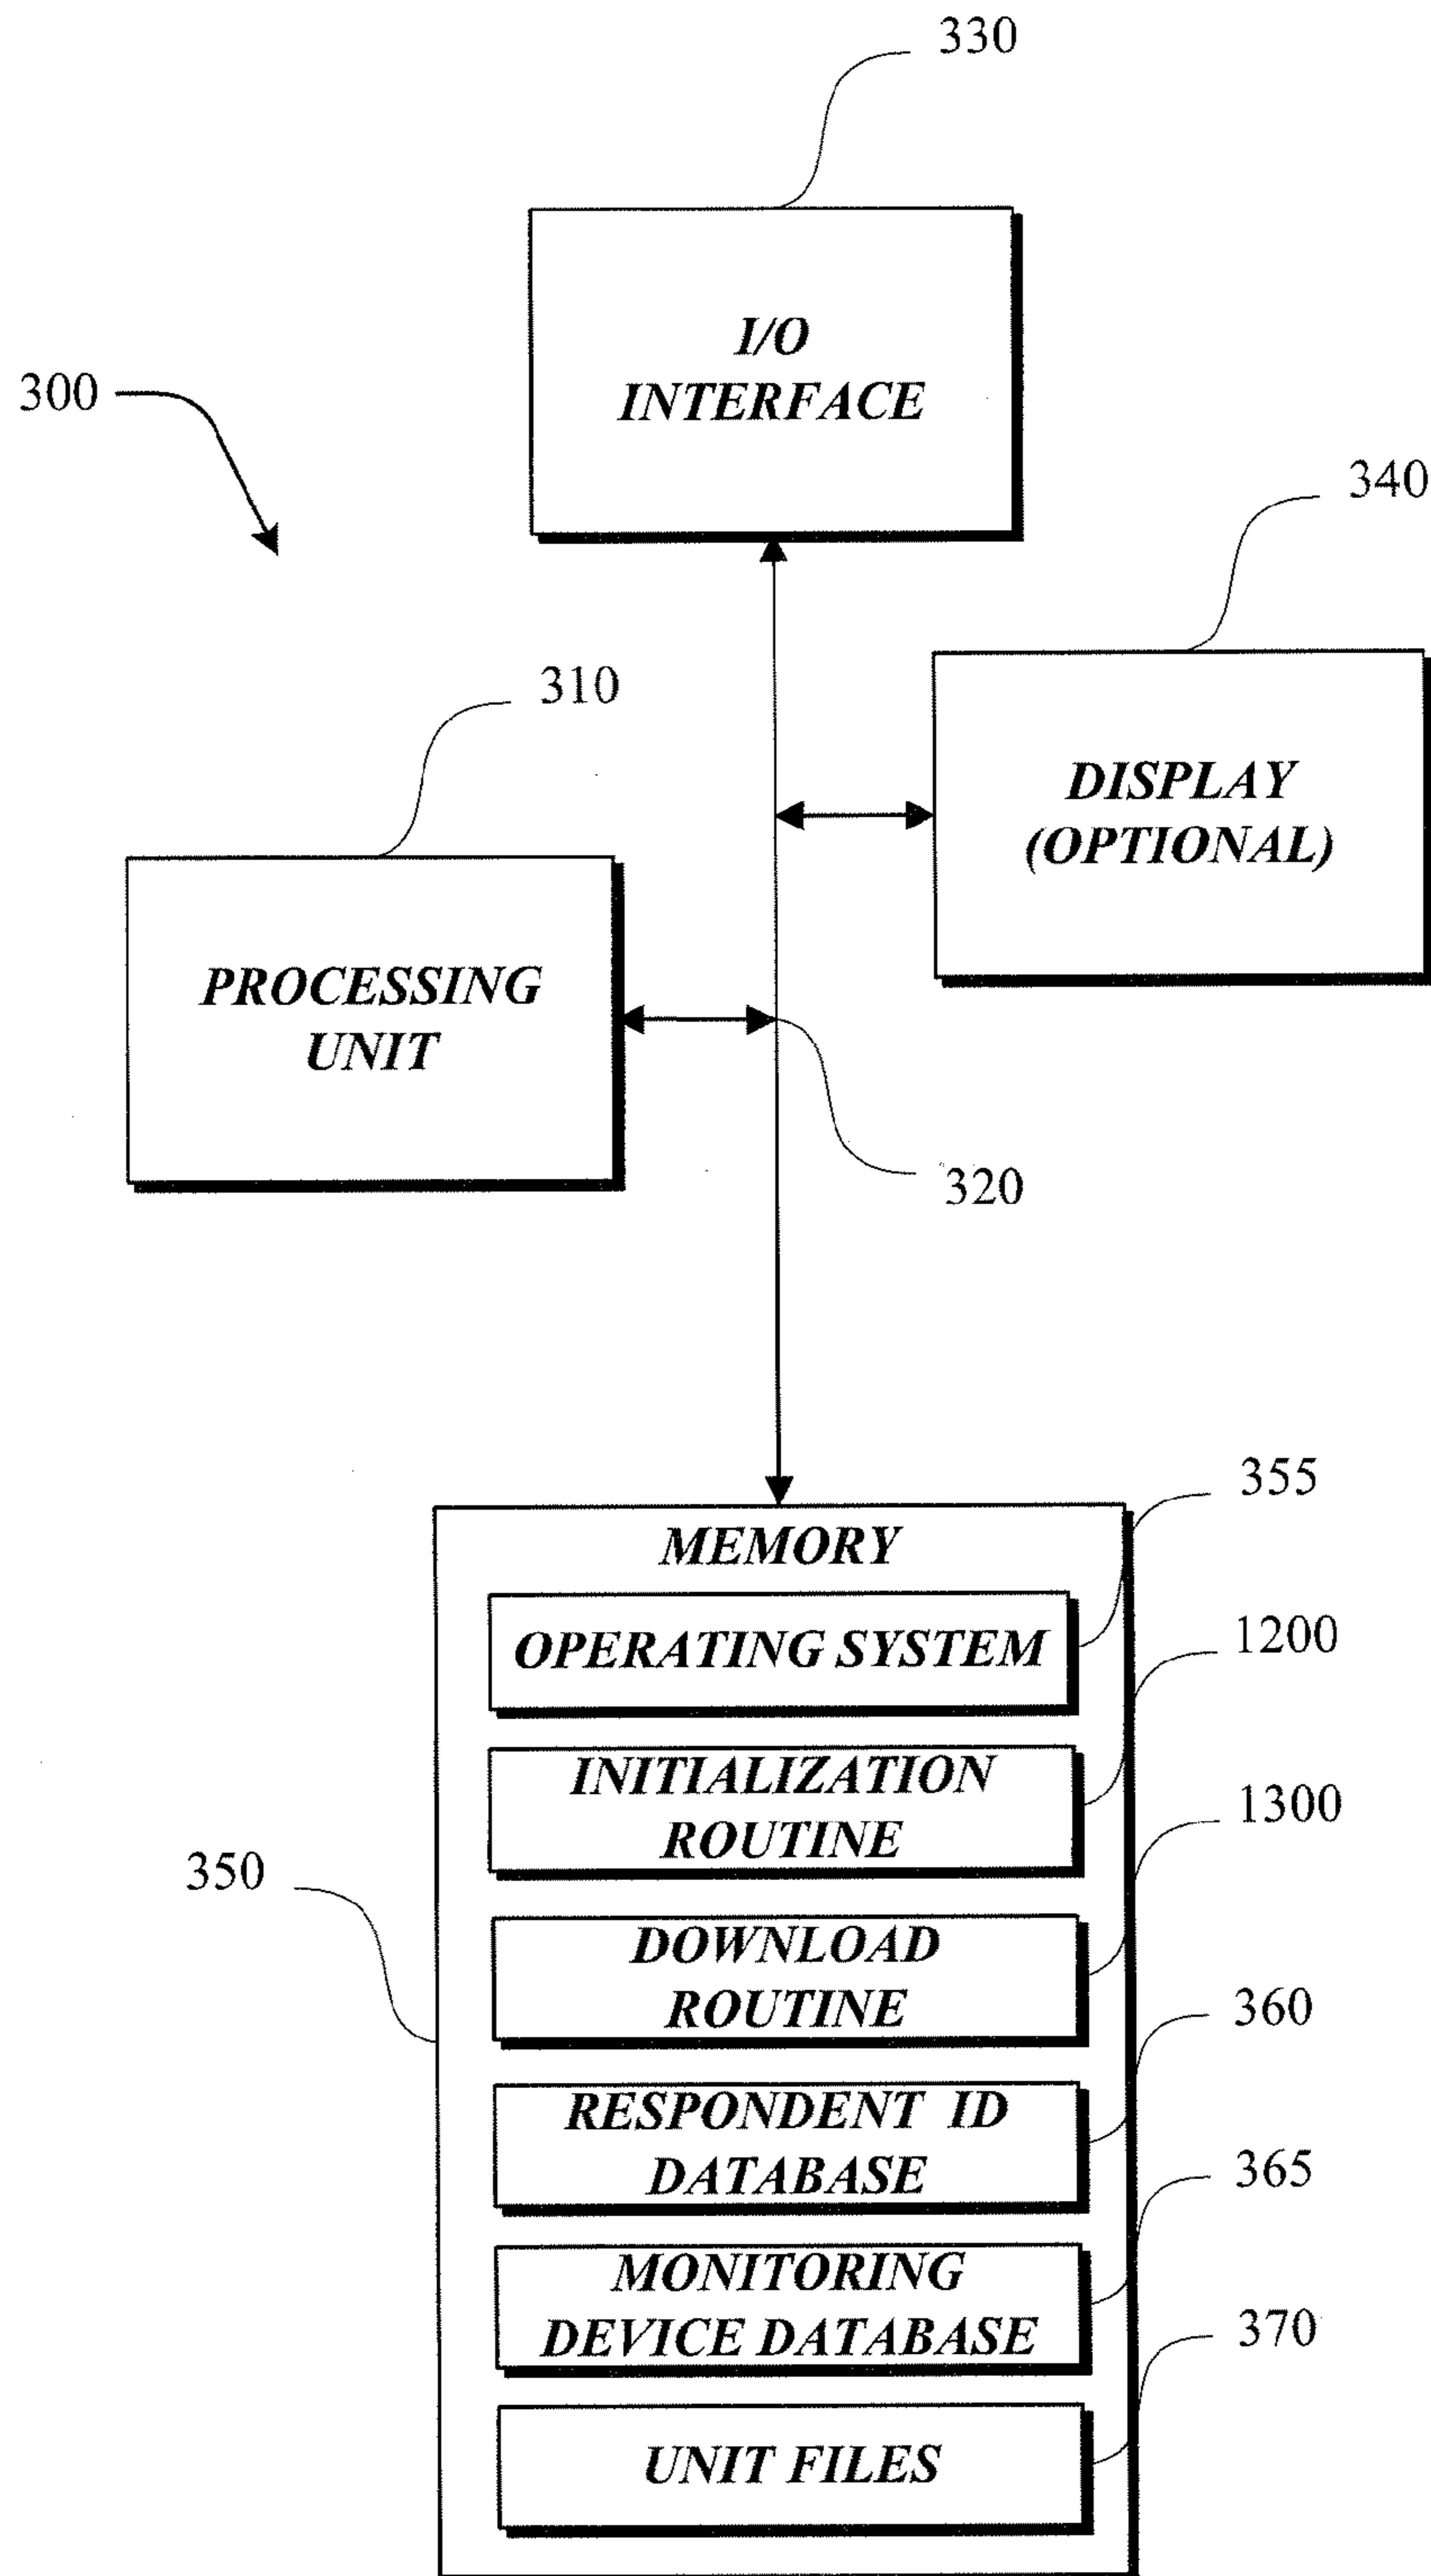 330
I/O
INTERFACE
300
340
310
DISPLAY
(OPTIONAL)
PROCESSING
UNIT
320
355
MEMORY
OPERATING SYSTEM
1200
INITIALIZATION
ROUTINE
1300
350
DOWNLOAD
ROUTINE
360
RESPONDENT ID
DATABASE
365
MONITORING
DEVICE DATABASE
370
UNIT FILES